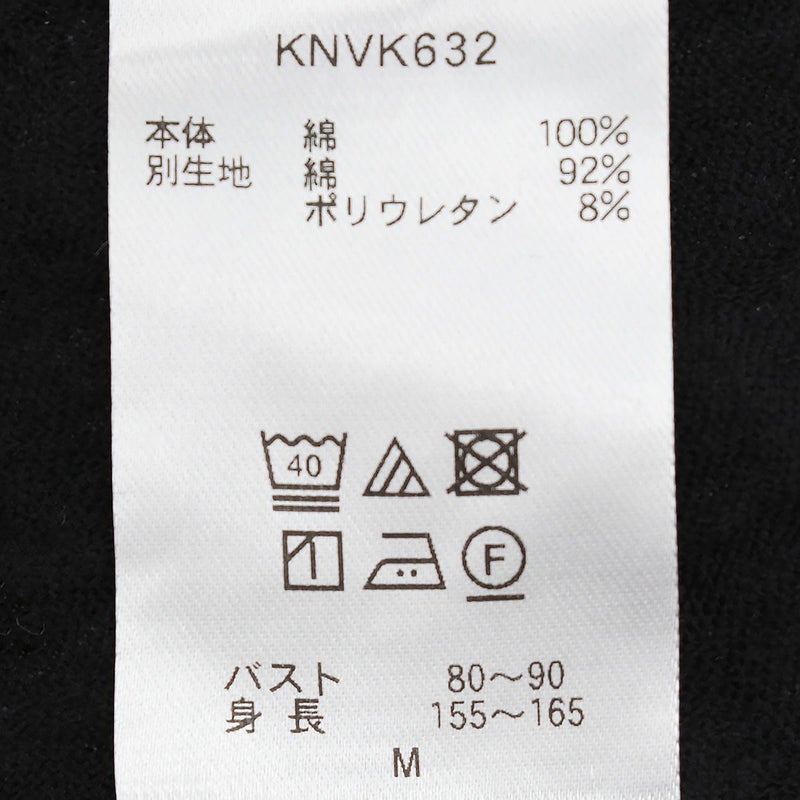 KNVK632
本体 綿 100%
別生地 綿 92%
ポリウレタン 8%
40
F
バスト 80～90
身長 155～165
M